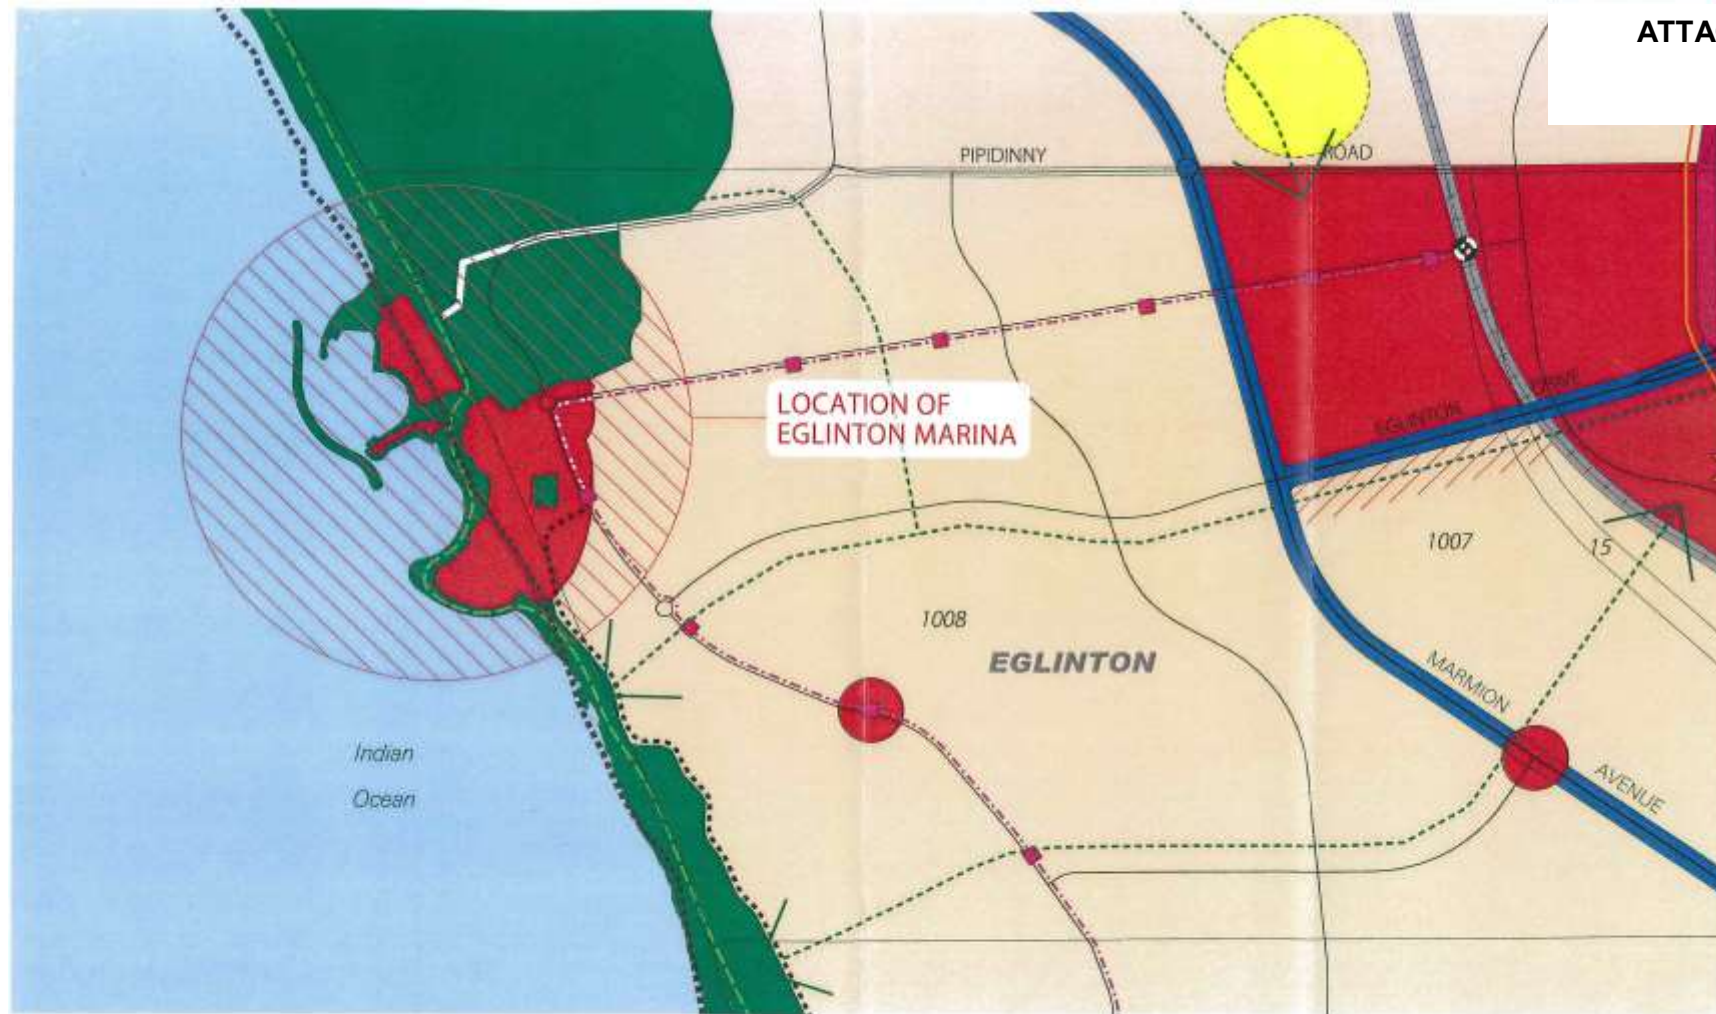 ATTA
PIPIDINNY ROAD
LOCATION OF
EGLINTON MARINA
EGLINTON DRIVE
1007
15
1008
EGLINTON
MARMION
AVENUE
Indian
Ocean